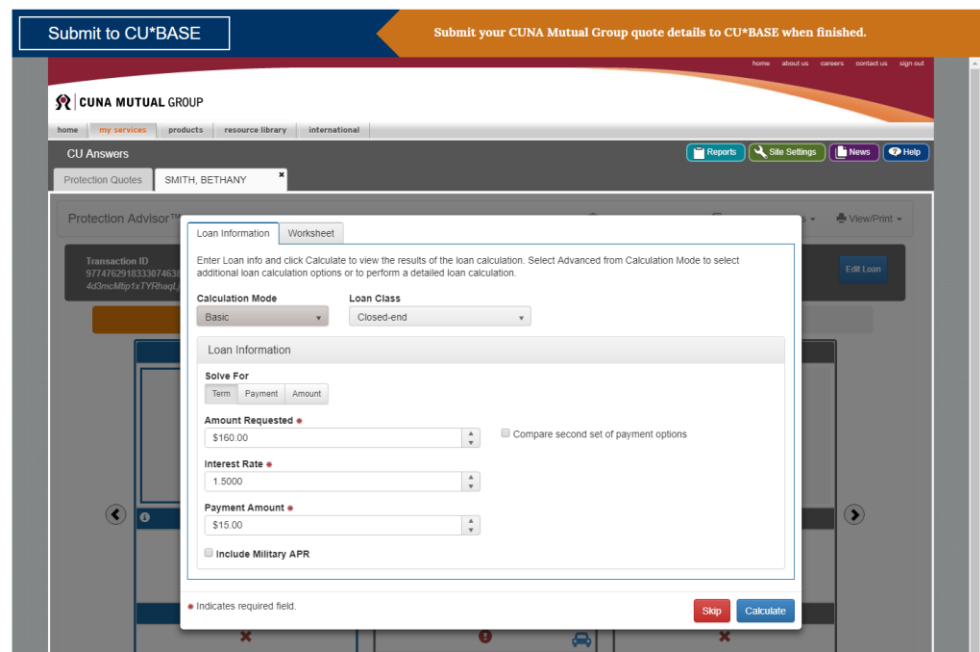 Submit to CU*BASE
Submit your CUNA Mutual Group quote details to CU*BASE when finished.
home about us careers contact us sign out
CUNA MUTUAL GROUP
home my services products resource library international
CU Answers
Reports Site Settings News Help
Protection Quotes SMITH, BETHANY
Protection Advisor™
View/Print
Loan Information Worksheet
Enter Loan info and click Calculate to view the results of the loan calculation. Select Advanced from Calculation Mode to select
additional loan calculation options or to perform a detailed loan calculation.
Transaction ID
Edit Loan
Calculation Mode Loan Class
Basic Closed-end
Loan Information
Solve For
Term Payment Amount
Amount Requested *
$160.00
Compare second set of payment options
Interest Rate *
1.5000
Payment Amount *
$15.00
Include Military APR
* Indicates required field.
Skip Calculate